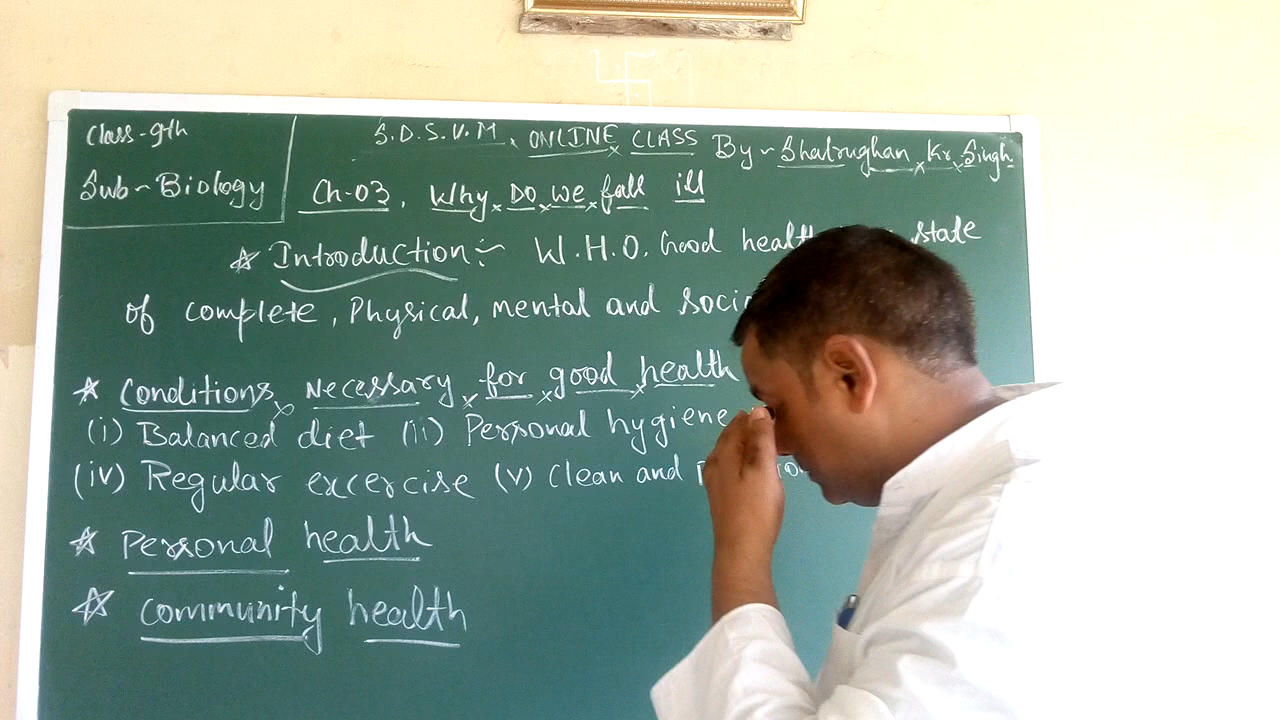 Class-9th
Sub-Biology
S.D.S.V.M, ONLINE CLASS By-Shatrughan Kr. Singh
Ch-03, Why Do we fall ill
* Introduction:- W.H.O. Good health state
of complete, Physical, mental and
* Conditions necessary for good health
(i) Balanced diet (ii) Personal hygiene
(iv) Regular excercise (v) Clean and
* Personal health
* Community health